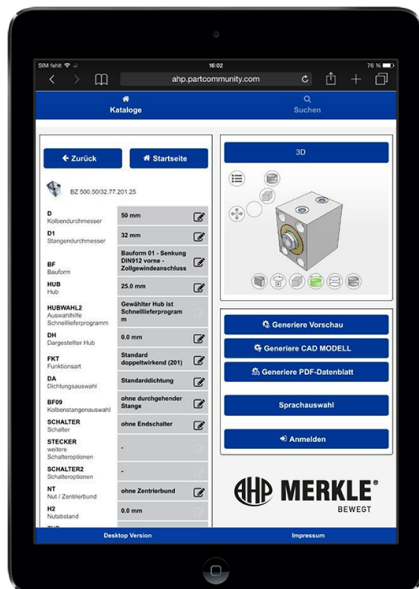 SIM fehlt
16:02
76 %
ahp.partcommunity.com
Kataloge
Suchen
Zurück
Startseite
BZ 500.50/32.77.201.25
D
Kolbendurchmesser
50 mm
D1
Stangendurchmesser
32 mm
BF
Bauform
Bauform 01 - Senkung
DIN912 vorne -
Zollgewindeanschluss
HUB
Hub
25.0 mm
HUBWAHL2
Auswahlhilfe
Schnellieferprogramm
Gewählter Hub ist
Schnelllieferprogram
m
DH
Dargestellter Hub
0.0 mm
FKT
Funktionsart
Standard
doppeltwirkend (201)
DA
Dichtungsauswahl
Standarddichtung
BF09
Kolbenstangenauswahl
ohne durchgehender
Stange
SCHALTER
Schalter
ohne Endschalter
STECKER
weitere
Schalteroptionen
-
SCHALTER2
Schalteroptionen
-
NT
Nut / Zentrierbund
ohne Zentrierbund
H2
Nutabstand
0.0 mm
3D
Generiere Vorschau
Generiere CAD MODELL
Generiere PDF-Datenblatt
Sprachauswahl
Anmelden
AHP MERKLE®
BEWEGT
Desktop Version
Impressum